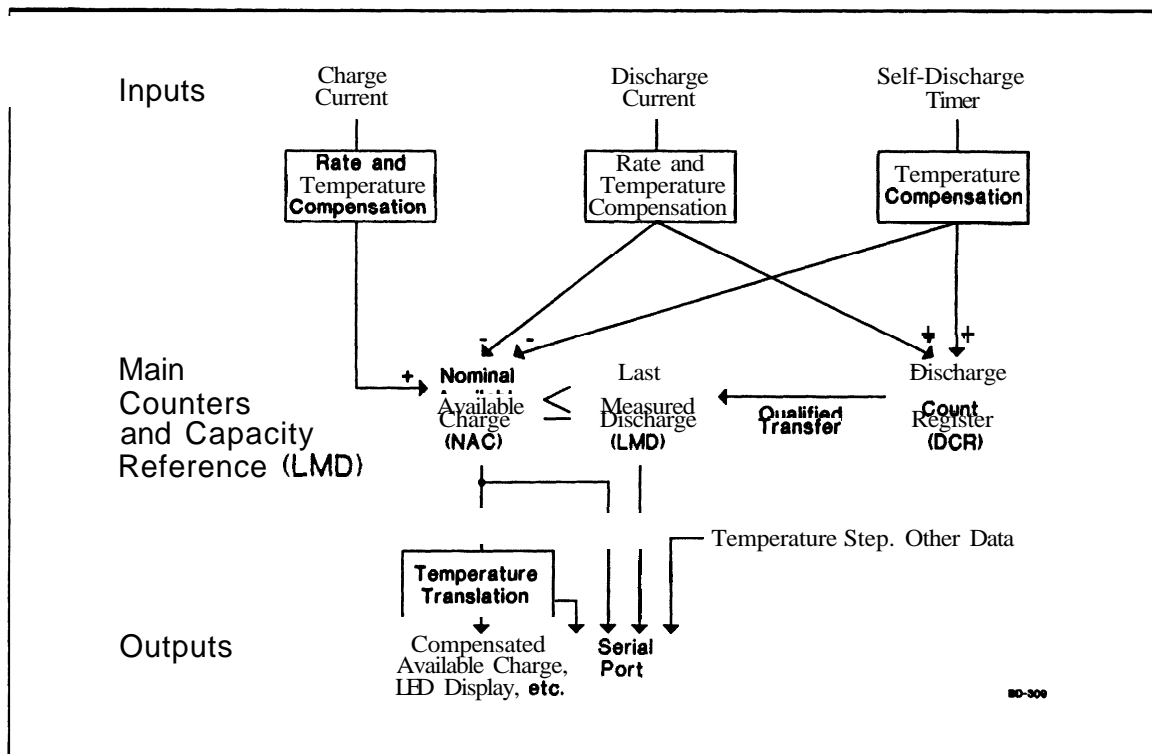 Inputs
Charge
Current
Discharge
Current
Self-Discharge
Timer
Rate and
Temperature
Compensation
Rate and
Temperature
Compensation
Temperature
Compensation
- -
+ +
Main
Counters
and Capacity
Reference (LMD)
+
Nominal
Available
Charge
(NAC)
≤
Last
Measured
Discharge
(LMD)
Qualified
Transfer
Discharge
Count
Register
(DCR)
Temperature Step. Other Data
Temperature
Translation
Outputs
Compensated
Available Charge,
LED Display, etc.
Serial
Port
BD-309